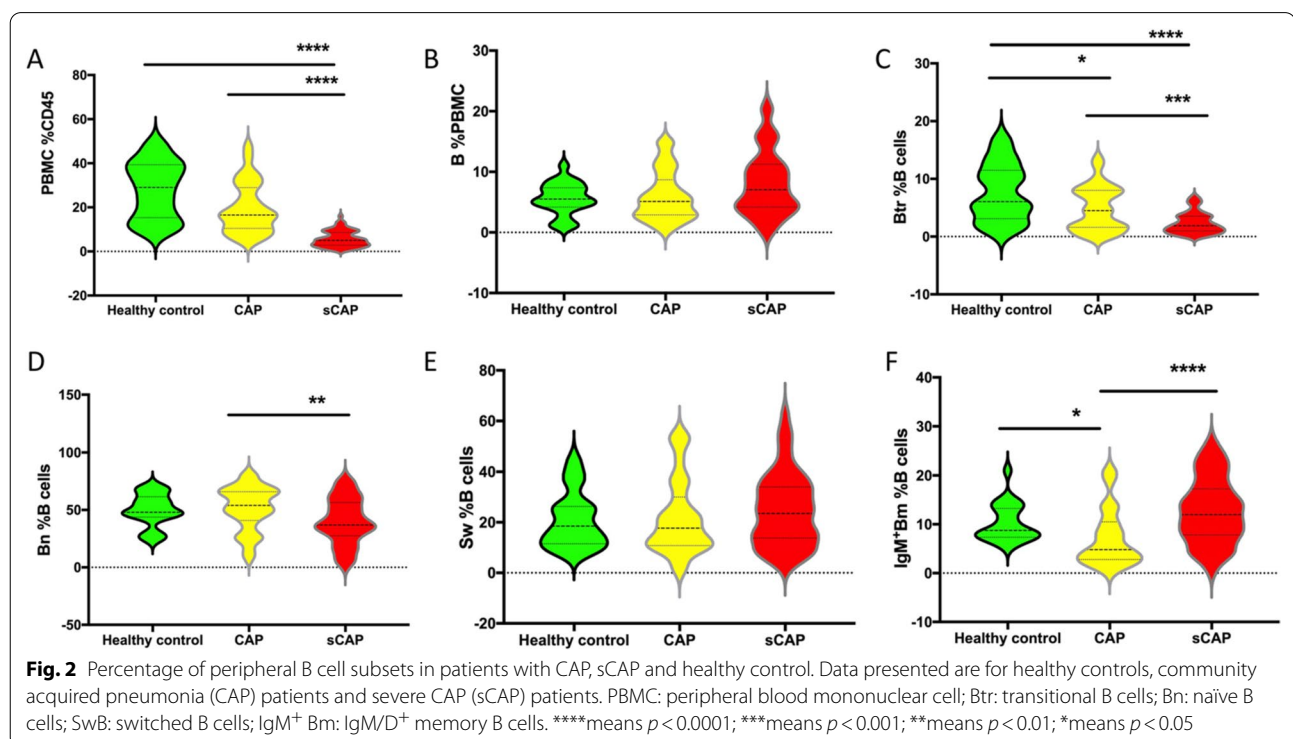 A
PBMC %CD45
80
60
40
20
0
-20
****
****
Healthy control CAP sCAP
B
B %PBMC
30
20
10
0
-10
Healthy control CAP sCAP
C
Btr %B cells
30
20
10
0
-10
****
*
***
Healthy control CAP sCAP
D
Bn %B cells
150
100
50
0
-50
**
Healthy control CAP sCAP
E
Sw %B cells
80
60
40
20
0
-20
Healthy control CAP sCAP
F
IgM⁺Bm %B cells
40
30
20
10
0
-10
*
****
Healthy control CAP sCAP
Fig. 2 Percentage of peripheral B cell subsets in patients with CAP, sCAP and healthy control. Data presented are for healthy controls, community
acquired pneumonia (CAP) patients and severe CAP (sCAP) patients. PBMC: peripheral blood mononuclear cell; Btr: transitional B cells; Bn: naïve B
cells; SwB: switched B cells; IgM⁺ Bm: IgM/D⁺ memory B cells. ****means p < 0.0001; ***means p < 0.001; **means p < 0.01; *means p < 0.05